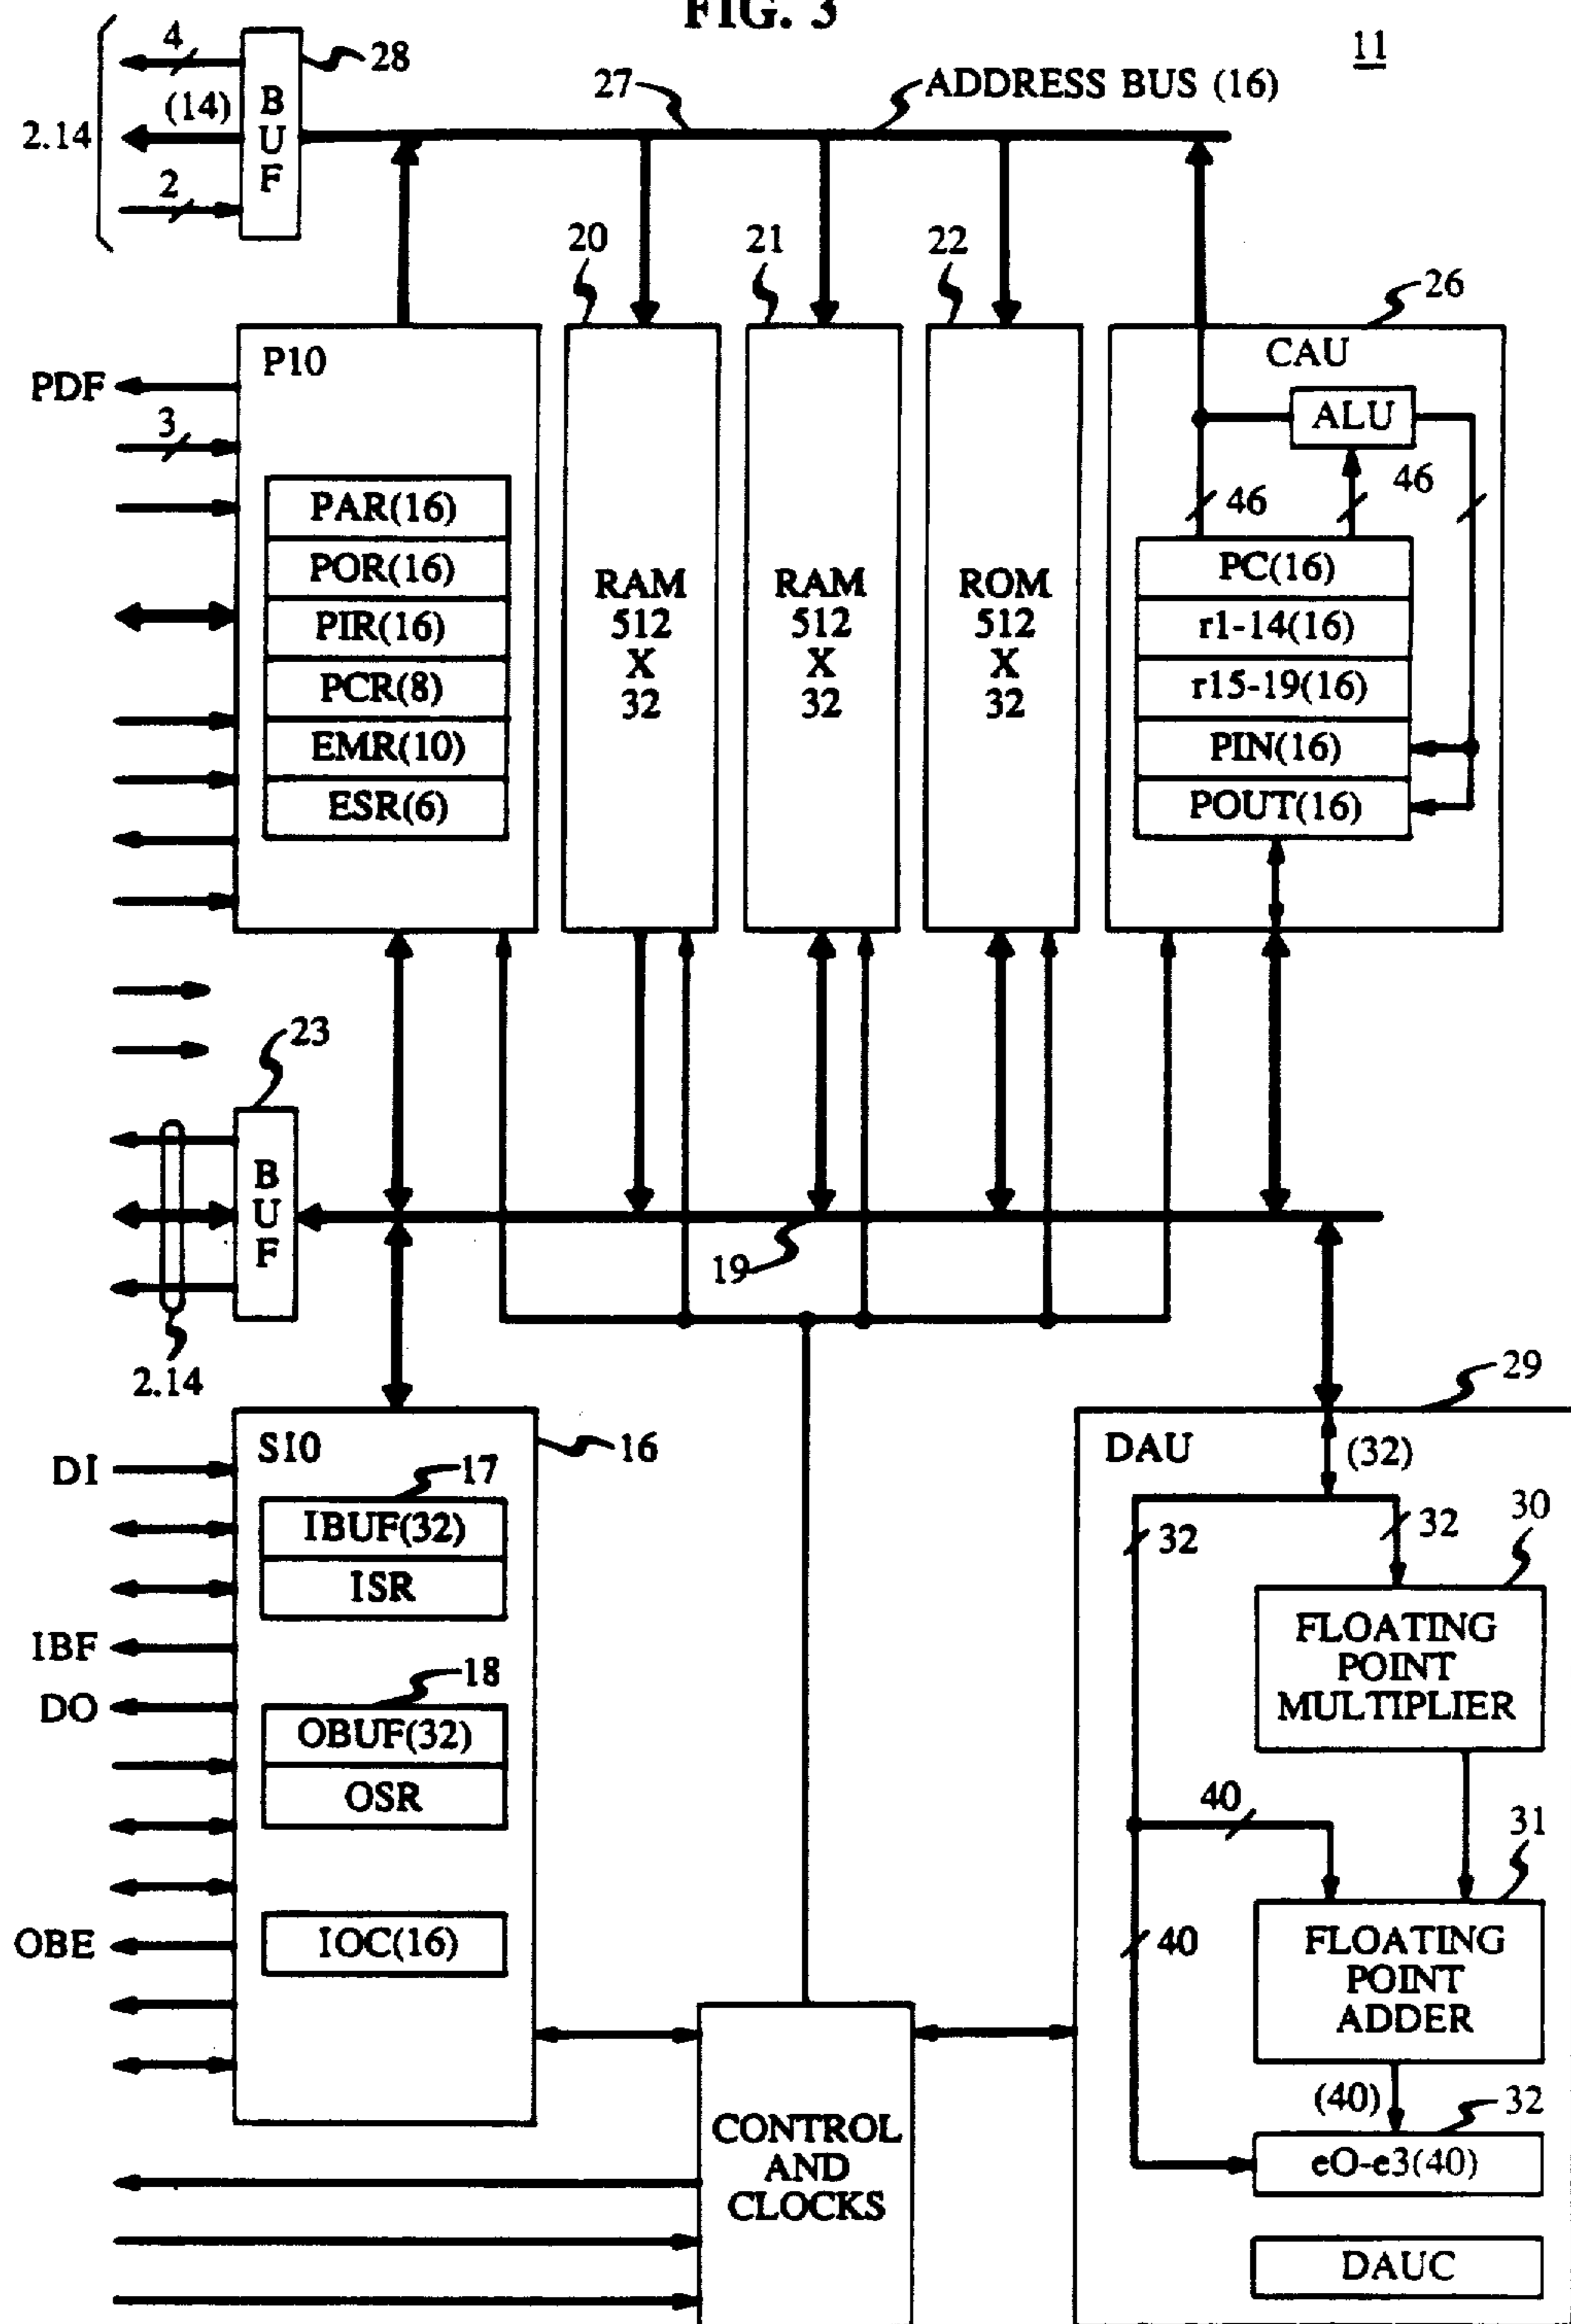 FIG. 3
11
4
(14)
2.14
2
B
U
F
28
27
ADDRESS BUS (16)
20
21
22
26
P10
PDF
3
PAR(16)
POR(16)
PIR(16)
PCR(8)
EMR(10)
ESR(6)
RAM
512
X
32
RAM
512
X
32
ROM
512
X
32
CAU
ALU
46
46
PC(16)
r1-14(16)
r15-19(16)
PIN(16)
POUT(16)
23
B
U
F
2.14
19
SI0
16
DI
17
IBUF(32)
ISR
IBF
DO
18
OBUF(32)
OSR
OBE
IOC(16)
CONTROL
AND
CLOCKS
29
DAU
(32)
32
32
30
FLOATING
POINT
MULTIPLIER
40
31
40
FLOATING
POINT
ADDER
(40)
32
eO-e3(40)
DAUC